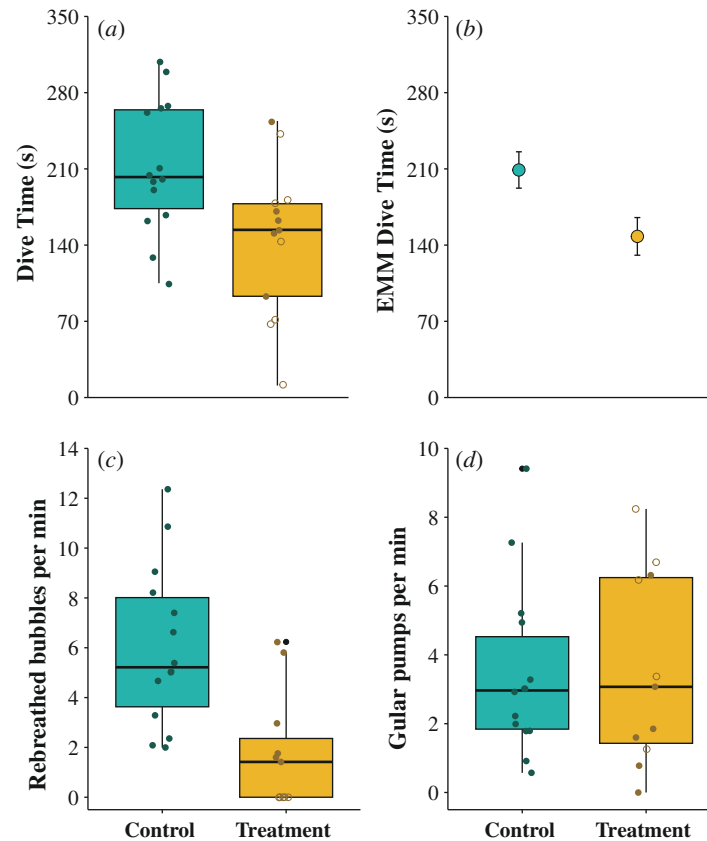 (a)
350
280
210
140
70
0
Dive Time (s)
(b)
350
280
210
140
70
0
EMM Dive Time (s)
(c)
14
12
10
8
6
4
2
0
Rebreathed bubbles per min
Control Treatment
(d)
10
8
6
4
2
0
Gular pumps per min
Control Treatment